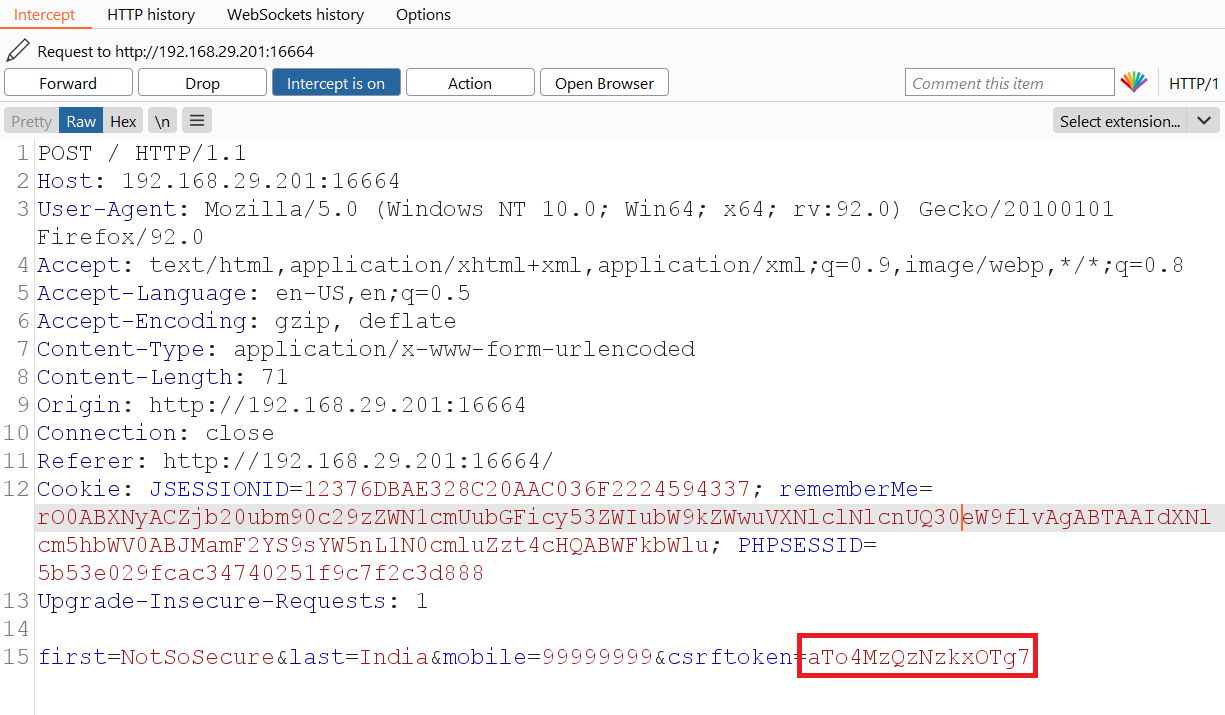 Intercept HTTP history WebSockets history Options
Request to http://192.168.29.201:16664
Forward Drop Intercept is on Action Open Browser Comment this item HTTP/1
Pretty Raw Hex \n Select extension...
1 POST / HTTP/1.1
2 Host: 192.168.29.201:16664
3 User-Agent: Mozilla/5.0 (Windows NT 10.0; Win64; x64; rv:92.0) Gecko/20100101
Firefox/92.0
4 Accept: text/html,application/xhtml+xml,application/xml;q=0.9,image/webp,*/*;q=0.8
5 Accept-Language: en-US,en;q=0.5
6 Accept-Encoding: gzip, deflate
7 Content-Type: application/x-www-form-urlencoded
8 Content-Length: 71
9 Origin: http://192.168.29.201:16664
10 Connection: close
11 Referer: http://192.168.29.201:16664/
12 Cookie: JSESSIONID=12376DBAE328C20AAC036F2224594337; rememberMe=
rO0ABXNyACZjb20ubm90c29zZWN1cmUubGFicy53ZWIubW9kZWwuVXNlclNlcnUQ30eW9flvAgABTAAIdXNl
cm5hbWV0ABJMamF2YS9sYW5nL1N0cmluZzt4cHQABWFkbWlu; PHPSESSID=
5b53e029fcac34740251f9c7f2c3d888
13 Upgrade-Insecure-Requests: 1
14
15 first=NotSoSecure&last=India&mobile=99999999&csrftoken=aTo4MzQzNzkxOTg7